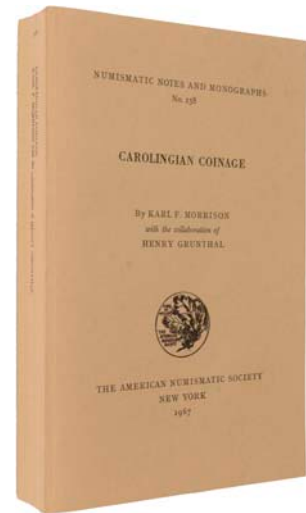 NUMISMATIC NOTES AND MONOGRAPHS
No. 158
CAROLINGIAN COINAGE
By KARL F. MORRISON
with the collaboration of
HENRY GRUNTHAL
THE AMERICAN NUMISMATIC SOCIETY
NEW YORK
1967